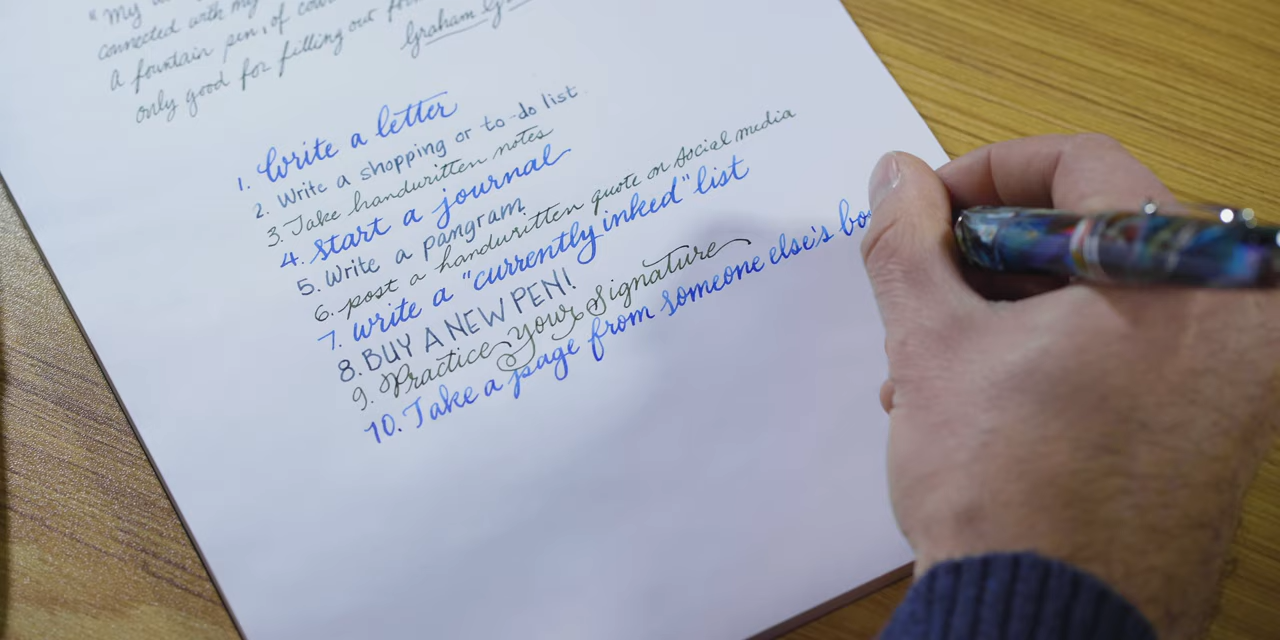 "My
connected with my
A fountain pen, of
only good for filling out
Graham
1. Write a letter
2. Write a shopping or to-do list
3. Take handwritten notes
4. Start a journal
5. Write a pangram
6. post a handwritten quote on social media
7. write a "currently inked" list
8. BUY A NEW PEN!
9. Practice your signature
10. Take a page from someone else's